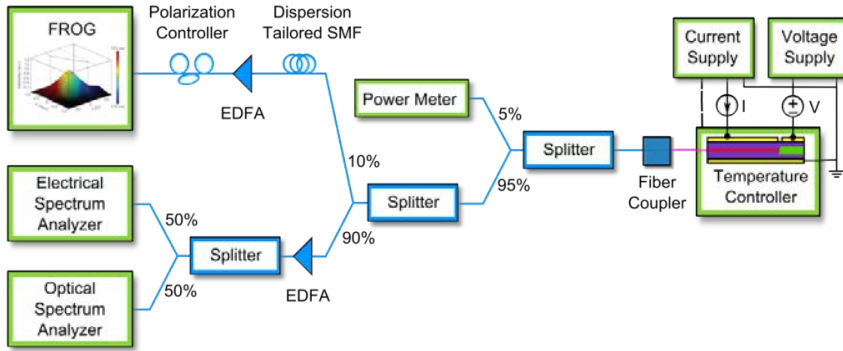 FROG
Polarization
Controller
Dispersion
Tailored SMF
EDFA
Current
Supply
Voltage
Supply
Power Meter
I
V
5%
Splitter
95%
Fiber
Coupler
Temperature
Controller
10%
Splitter
90%
Electrical
Spectrum
Analyzer
50%
Splitter
50%
EDFA
Optical
Spectrum
Analyzer